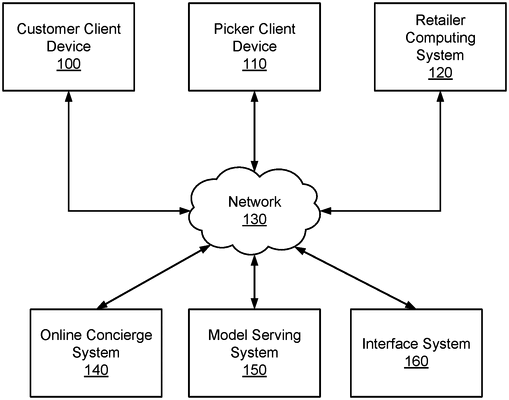 Customer Client
Device
100
Picker Client
Device
110
Retailer
Computing
System
120
Network
130
Online Concierge
System
140
Model Serving
System
150
Interface System
160